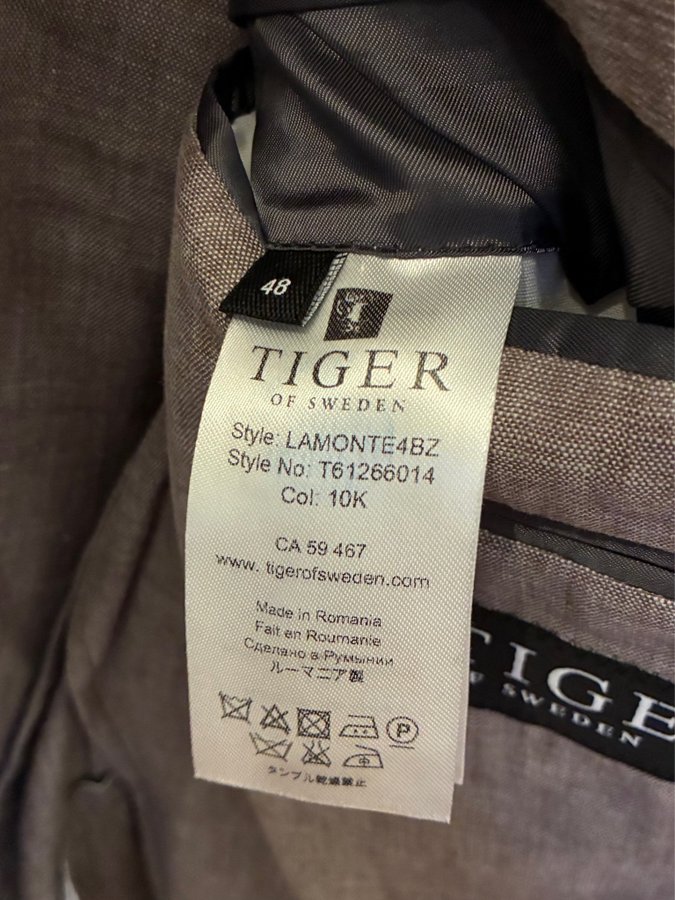 48
TIGER
OF SWEDEN
Style: LAMONTE4BZ
Style No: T61266014
Col: 10K
CA 59 467
www. tigerofsweden.com
Made in Romania
Fait en Roumanie
Сделано в Румынии
ルーマニア製
P
タンブル乾燥禁止
TIGE
OF SWEDEN